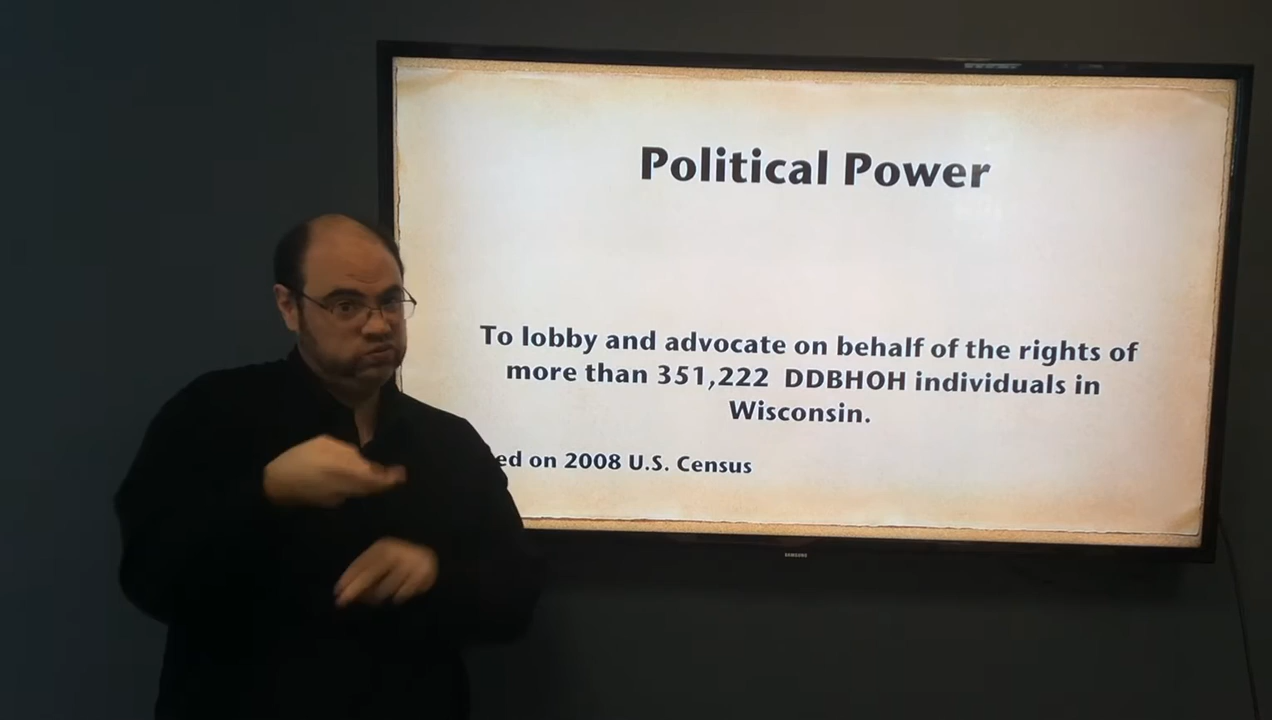 Political Power
To lobby and advocate on behalf of the rights of
more than 351,222 DDBHOH individuals in
Wisconsin.
on 2008 U.S. Census
SAMSUNG